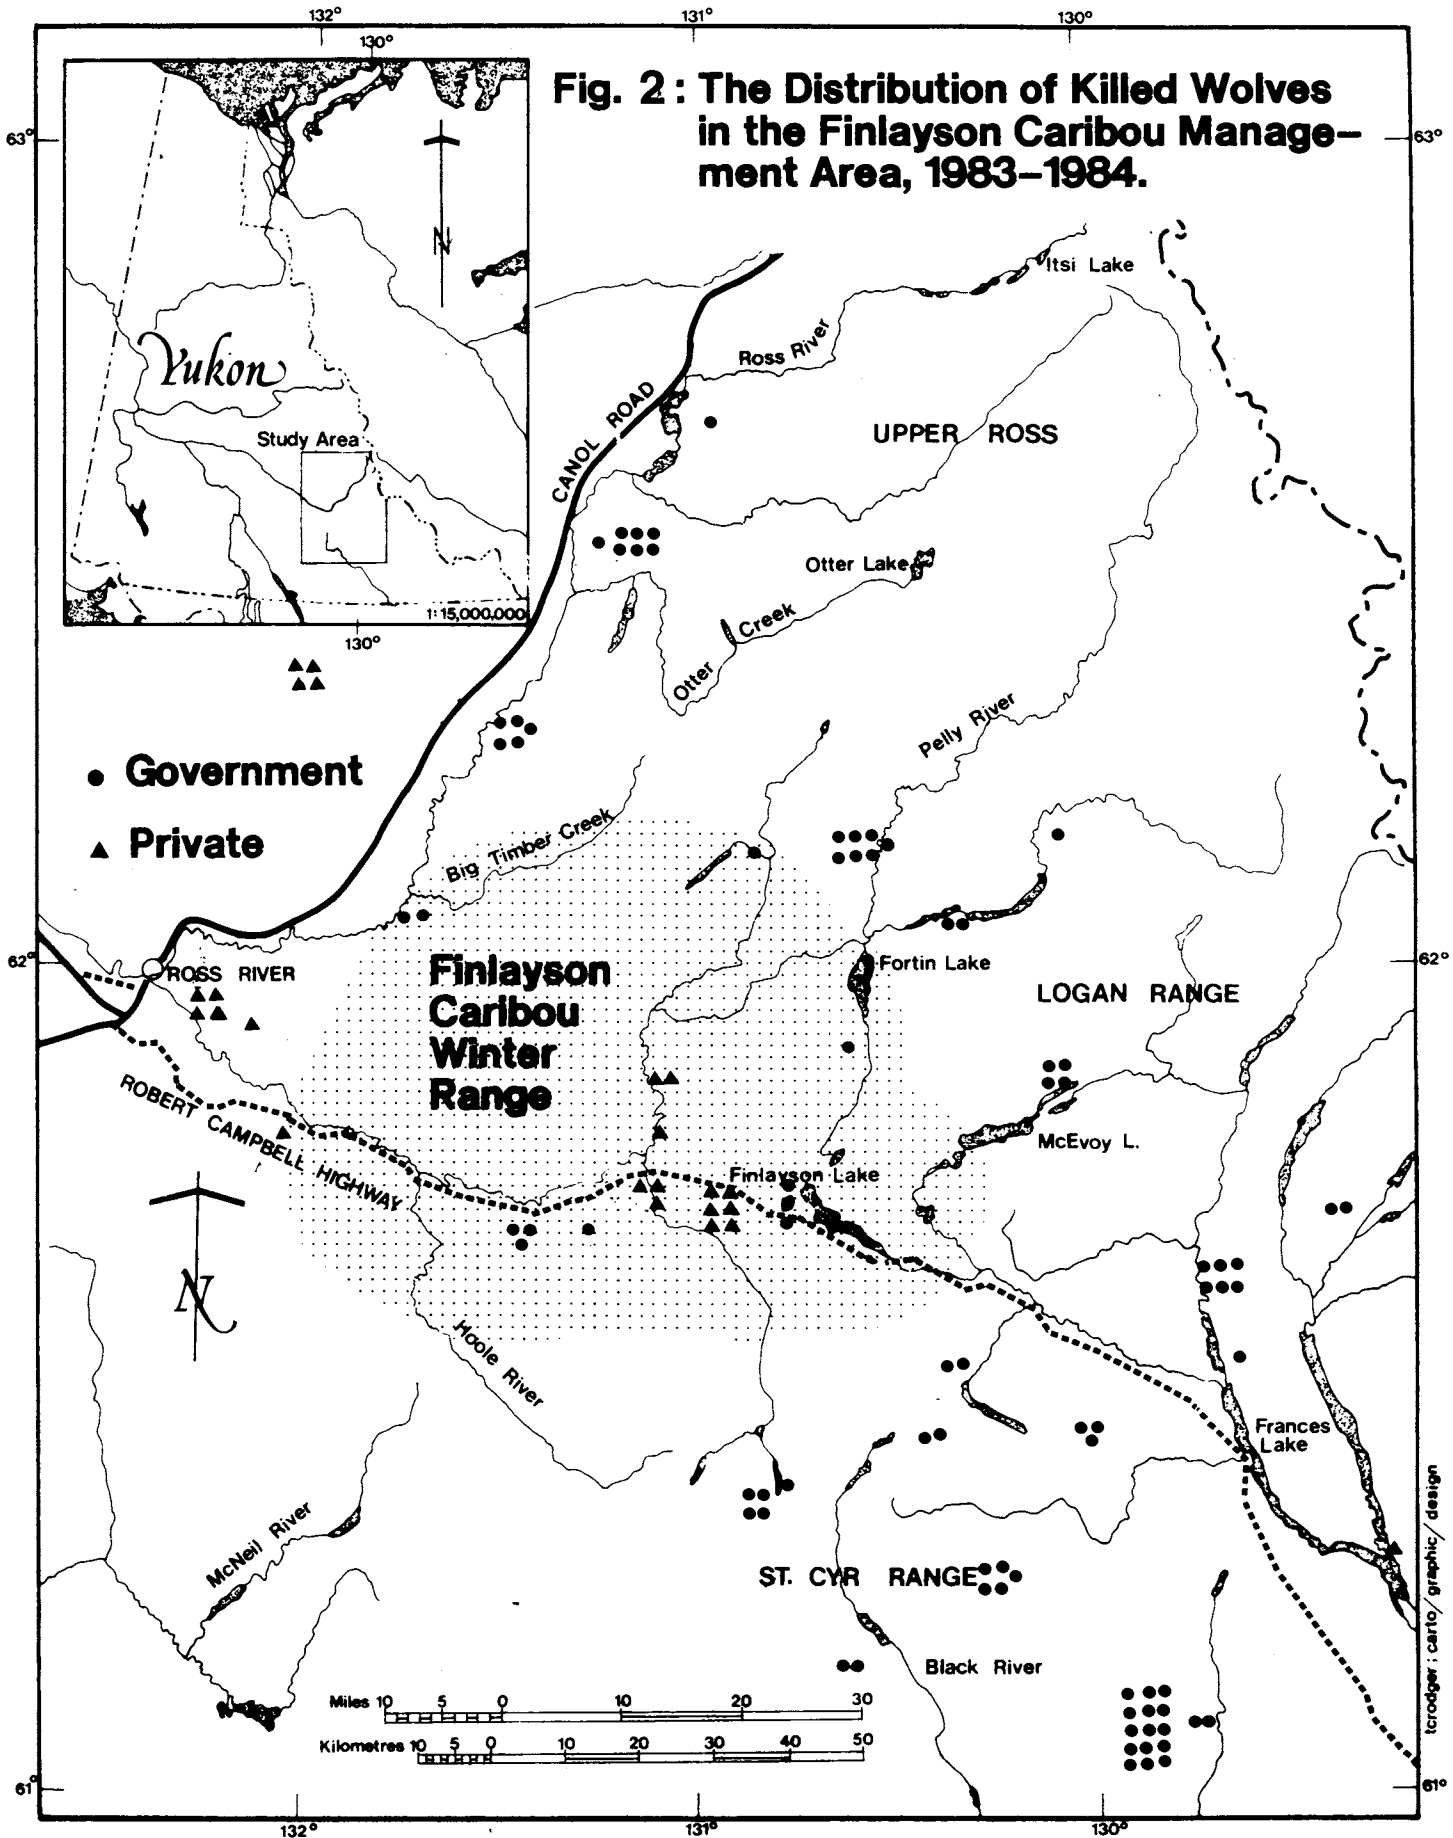 132°
131°
130°
130°
Fig. 2 : The Distribution of Killed Wolves
in the Finlayson Caribou Manage-
ment Area, 1983-1984.
63°
63°
N
Yukon
Study Area
1:15,000,000
130°
Itsi Lake
Ross River
CANOL ROAD
UPPER ROSS
Otter Lake
Otter Creek
Pelly River
Government
Private
Big Timber Creek
62°
62°
ROSS RIVER
Finlayson
Caribou
Winter
Range
Fortin Lake
LOGAN RANGE
ROBERT CAMPBELL HIGHWAY
McEvoy L.
Finlayson Lake
N
Hoole River
Frances
Lake
McNeil River
ST. CYR RANGE
Black River
Miles 10 5 0 10 20 30
Kilometres 10 5 0 10 20 30 40 50
61°
61°
132°
131°
130°
tcrodger ; carto / graphic / design